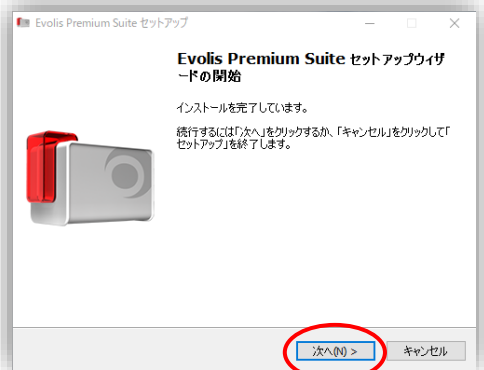 Evolis Premium Suite セットアップ
Evolis Premium Suite セットアップウィザ
ードの開始
インストールを完了しています。
続行するには「次へ」をクリックするか、「キャンセル」をクリックして「
セットアップ」を終了します。
次へ(N) >
キャンセル